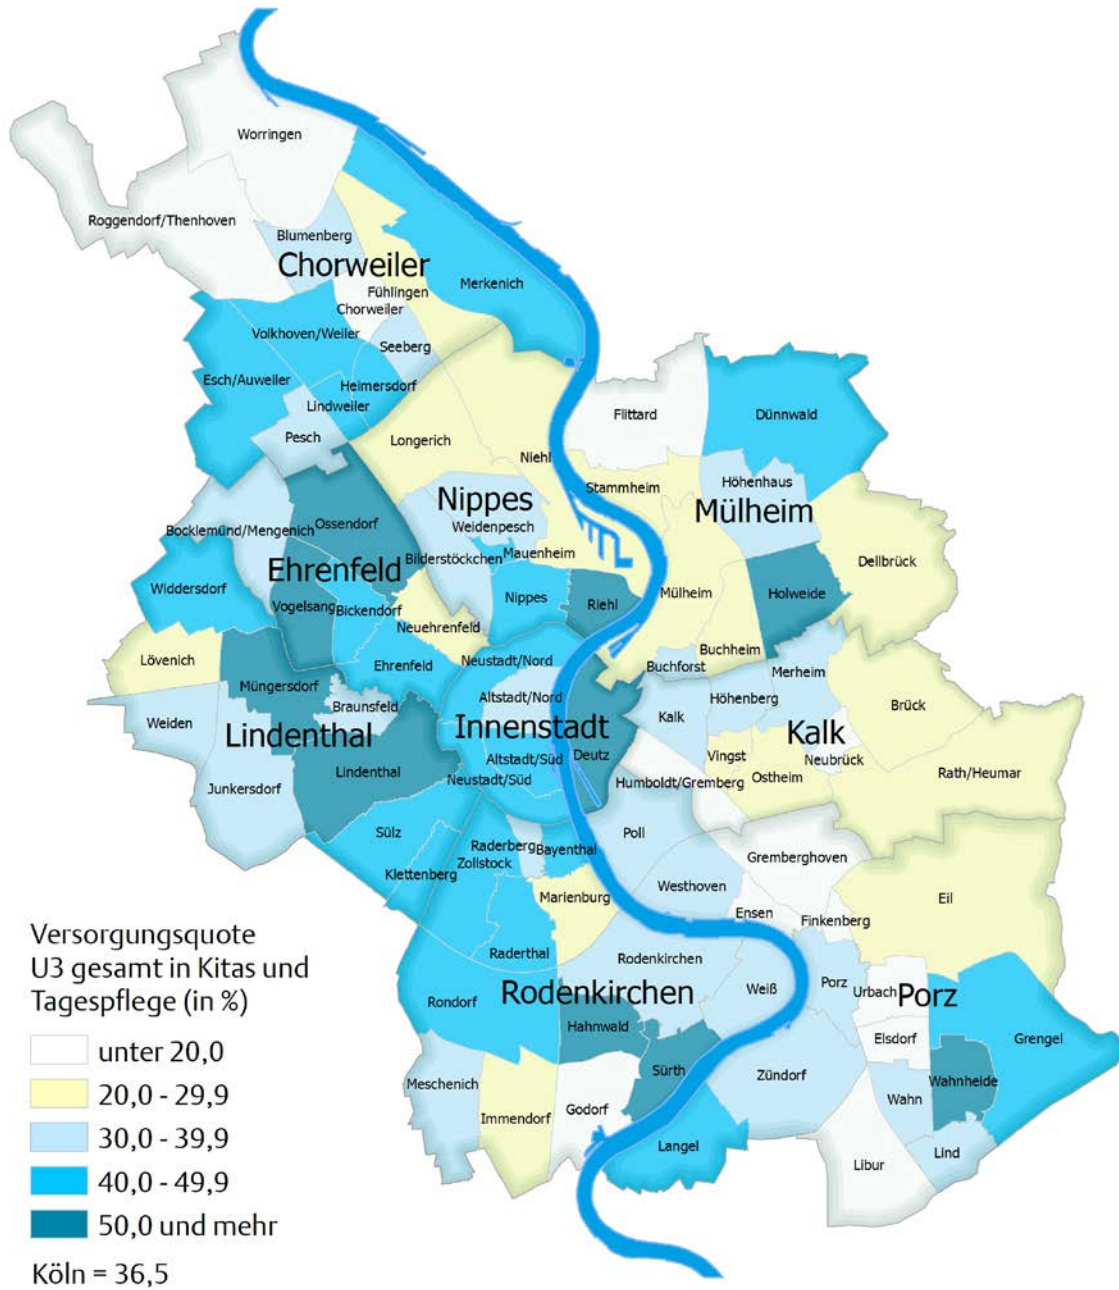 Worringen
Roggendorf/Thenhoven
Blumenberg
Chorweiler
Fühlingen
Chorweiler
Merkenich
Volkhoven/Weiler
Seeberg
Esch/Auweiler
Heimersdorf
Lindweiler
Pesch
Longerich
Niehl
Flittard
Dünnwald
Stammheim
Höhenhaus
Nippes
Mülheim
Weidenpesch
Ossendorf
Bocklemünd/Mengenich
Mauenheim
Bilderstöckchen
Dellbrück
Ehrenfeld
Widdersdorf
Vogelsang
Bickendorf
Nippes
Riehl
Mülheim
Holweide
Neuehrenfeld
Buchheim
Lövenich
Ehrenfeld
Neustadt/Nord
Buchforst
Merheim
Müngersdorf
Altstadt/Nord
Höhenberg
Braunsfeld
Brück
Weiden
Lindenthal
Innenstadt
Kalk
Kalk
Deutz
Vingst
Neubrück
Altstadt/Süd
Lindenthal
Neustadt/Süd
Humboldt/Gremberg
Ostheim
Rath/Heumar
Junkersdorf
Sülz
Poll
Raderberg
Bayenthal
Zollstock
Gremberghoven
Klettenberg
Westhoven
Marienburg
Eil
Ensen
Finkenberg
Raderthal
Rodenkirchen
Rondorf
Rodenkirchen
Weiß
Porz
Urbach
Porz
Hahnwald
Elsdorf
Grengel
Sürth
Zündorf
Wahnheide
Meschenich
Wahn
Immendorf
Godorf
Langel
Lind
Libur
Versorgungsquote
U3 gesamt in Kitas und
Tagespflege (in %)
unter 20,0
20,0 - 29,9
30,0 - 39,9
40,0 - 49,9
50,0 und mehr
Köln = 36,5